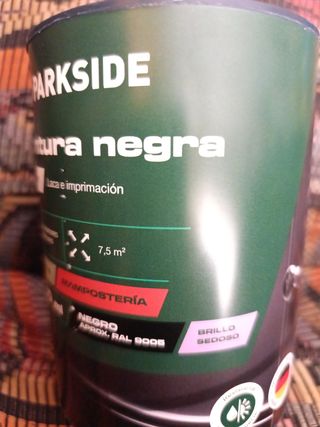 PARKSIDE
tura negra
Laca e imprimación
7,5 m²
MAMPOSTERÍA
NEGRO
APROX. RAL 9005
BRILLO
SEDOSO